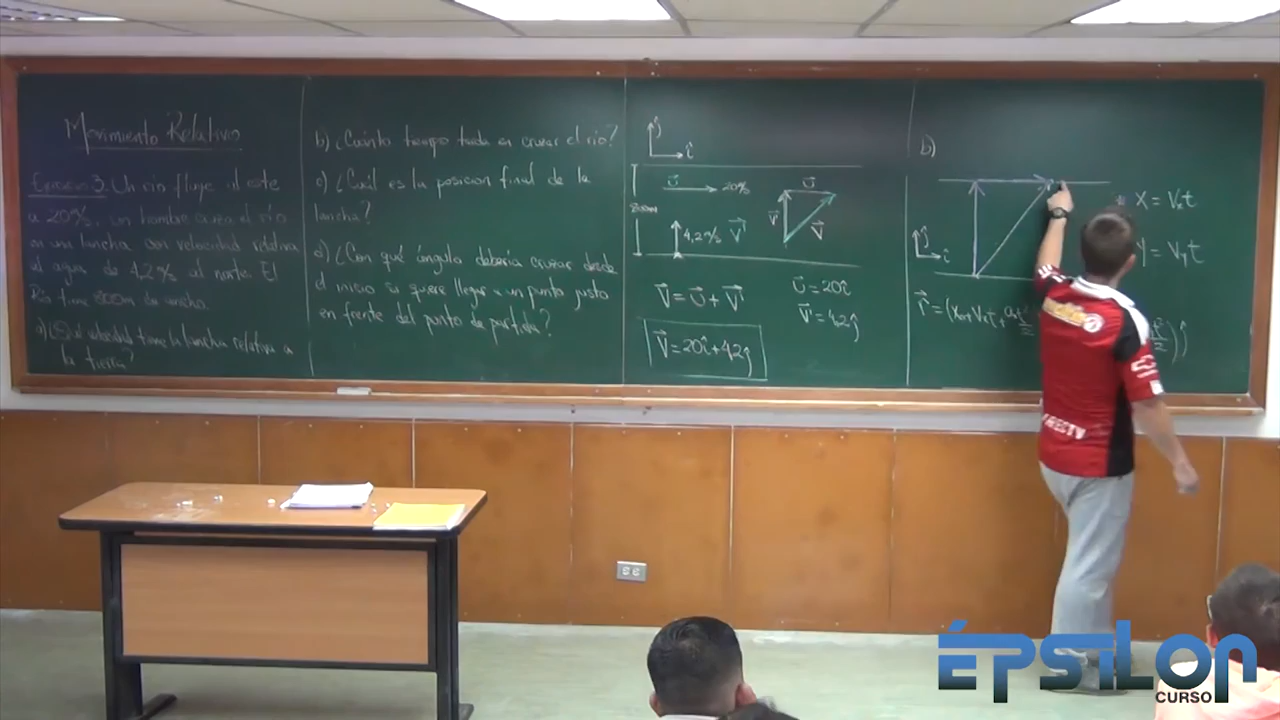 Movimiento Relativo
Ejercicio 3. Un río fluye al este
a 20 m/s, un hombre cruza el río
en una lancha con velocidad relativa
al agua de 4,2 m/s al norte. El
Río tiene 800m de ancho.
a) ¿Qué velocidad tiene la lancha relativa a
la tierra?
b) ¿Cuánto tiempo tarda en cruzar el río?
c) ¿Cuál es la posición final de la
lancha?
d) ¿Con qué ángulo debería cruzar desde
el inicio si quiere llegar a un punto justo
en frente del punto de partida?
ĵ
î
U⃗ 20 m/s
800m
4,2 m/s V⃗'
U⃗
V⃗'
V⃗
V⃗ = U⃗ + V⃗'
U⃗ = 20î
V⃗' = 4,2ĵ
V⃗ = 20î + 4,2ĵ
b)
ĵ
î
* X = Vₓt
Y = Vᵧt
r⃗ = (X₀ + Vₓt +
)ĵ
DIRECTV
ÉPSILON
CURSO